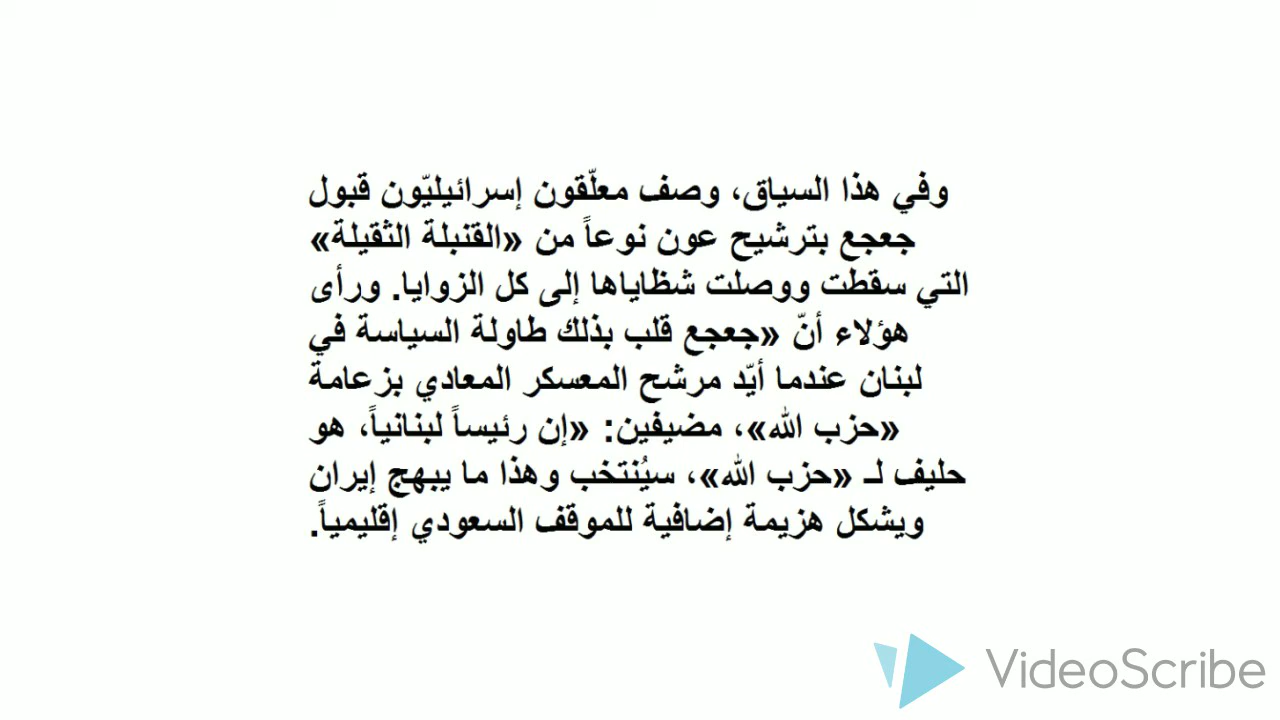 وفي هذا السياق، وصف معلّقون إسرائيليّون قبول
جعجع بترشيح عون نوعاً من «القنبلة الثقيلة»
التي سقطت ووصلت شظاياها إلى كل الزوايا. ورأى
هؤلاء أنّ «جعجع قلب بذلك طاولة السياسة في
لبنان عندما أيّد مرشح المعسكر المعادي بزعامة
«حزب الله»، مضيفين: «إن رئيساً لبنانياً، هو
حليف لـ «حزب الله»، سيُنتخب وهذا ما يبهج إيران
ويشكل هزيمة إضافية للموقف السعودي إقليمياً.
VideoScribe